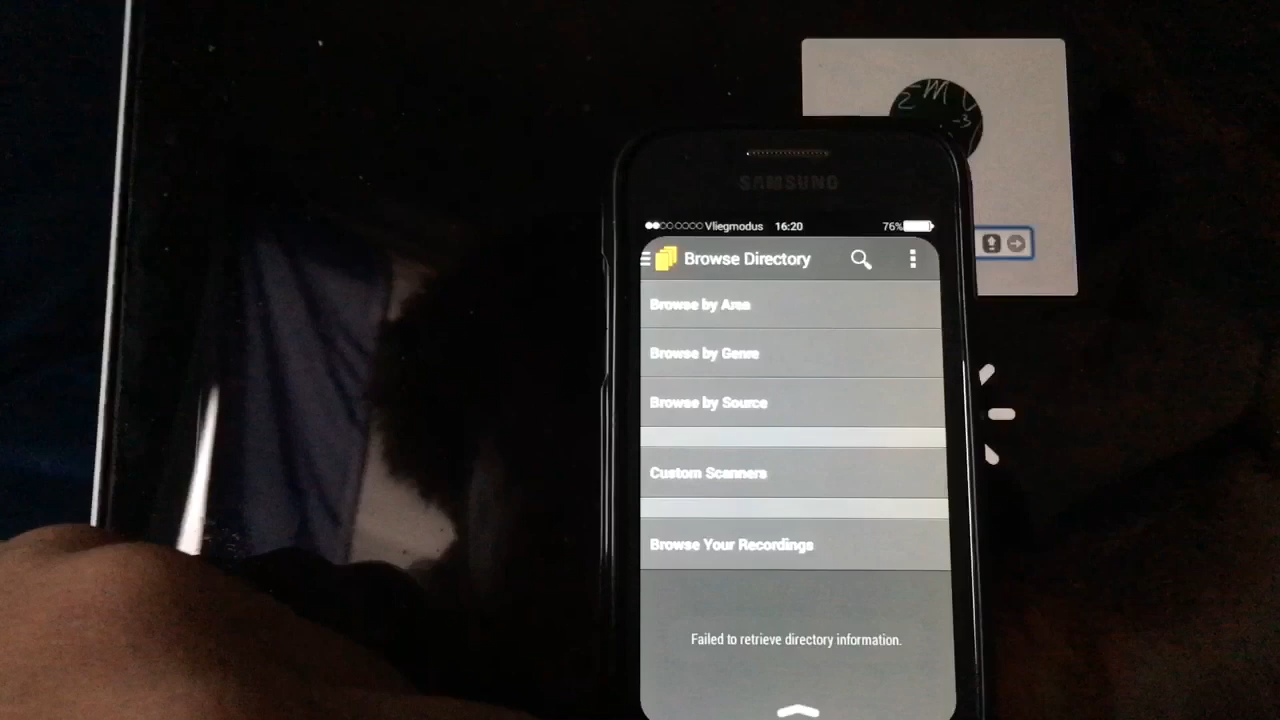 SAMSUNG
Vliegmodus 16:20 76%
Browse Directory
Browse by Area
Browse by Genre
Browse by Source
Custom Scanners
Browse Your Recordings
Failed to retrieve directory information.